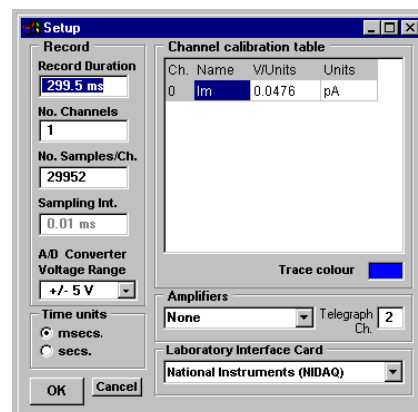 Setup
Record
Record Duration
299.5 ms
No. Channels
1
No. Samples/Ch.
29952
Sampling Int.
0.01 ms
A/D Converter
Voltage Range
+/- 5 V
Time units
msecs.
secs.
OK
Cancel
Channel calibration table
Ch. Name V/Units Units
0 Im 0.0476 pA
Trace colour
Amplifiers
None
Telegraph
Ch.
2
Laboratory Interface Card
National Instruments (NIDAQ)